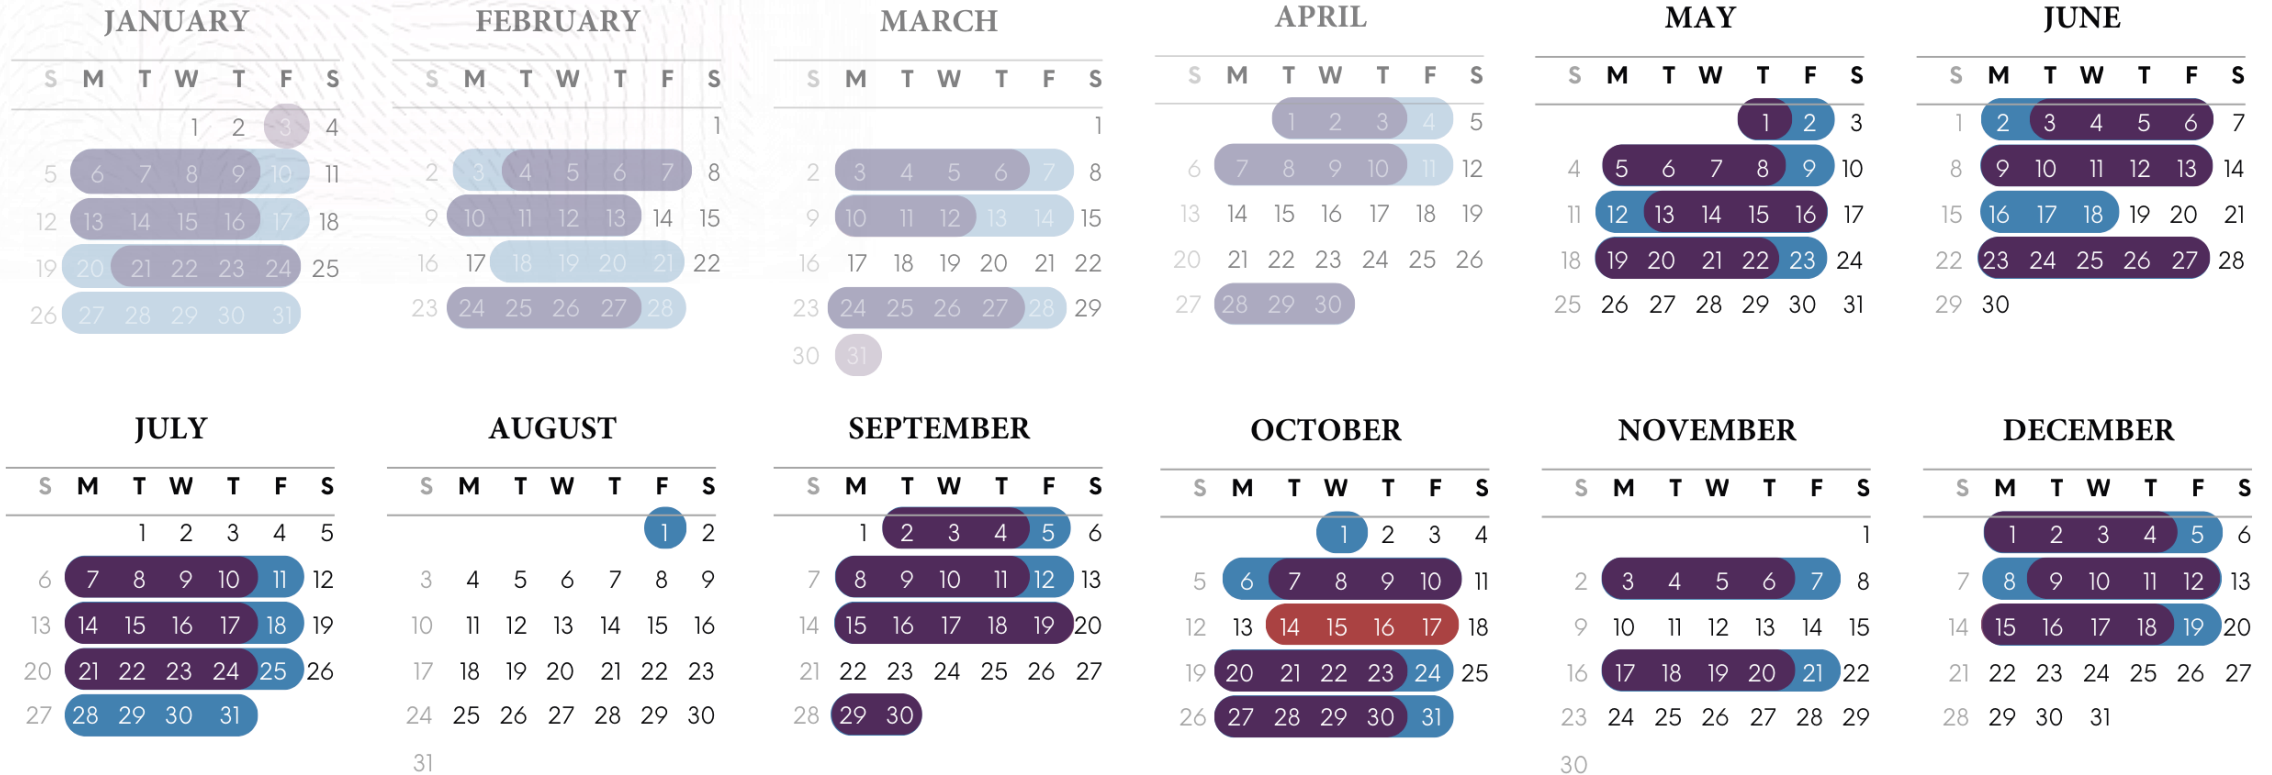 JANUARY
S M T W T F S
1 2 3 4
5 6 7 8 9 10 11
12 13 14 15 16 17 18
19 20 21 22 23 24 25
26 27 28 29 30 31
FEBRUARY
S M T W T F S
1
2 3 4 5 6 7 8
9 10 11 12 13 14 15
16 17 18 19 20 21 22
23 24 25 26 27 28
MARCH
S M T W T F S
1
2 3 4 5 6 7 8
9 10 11 12 13 14 15
16 17 18 19 20 21 22
23 24 25 26 27 28 29
30 31
APRIL
S M T W T F S
1 2 3 4 5
6 7 8 9 10 11 12
13 14 15 16 17 18 19
20 21 22 23 24 25 26
27 28 29 30
MAY
S M T W T F S
1 2 3
4 5 6 7 8 9 10
11 12 13 14 15 16 17
18 19 20 21 22 23 24
25 26 27 28 29 30 31
JUNE
S M T W T F S
1 2 3 4 5 6 7
8 9 10 11 12 13 14
15 16 17 18 19 20 21
22 23 24 25 26 27 28
29 30
JULY
S M T W T F S
1 2 3 4 5
6 7 8 9 10 11 12
13 14 15 16 17 18 19
20 21 22 23 24 25 26
27 28 29 30 31
AUGUST
S M T W T F S
1 2
3 4 5 6 7 8 9
10 11 12 13 14 15 16
17 18 19 20 21 22 23
24 25 26 27 28 29 30
31
SEPTEMBER
S M T W T F S
1 2 3 4 5 6
7 8 9 10 11 12 13
14 15 16 17 18 19 20
21 22 23 24 25 26 27
28 29 30
OCTOBER
S M T W T F S
1 2 3 4
5 6 7 8 9 10 11
12 13 14 15 16 17 18
19 20 21 22 23 24 25
26 27 28 29 30 31
NOVEMBER
S M T W T F S
1
2 3 4 5 6 7 8
9 10 11 12 13 14 15
16 17 18 19 20 21 22
23 24 25 26 27 28 29
30
DECEMBER
S M T W T F S
1 2 3 4 5 6
7 8 9 10 11 12 13
14 15 16 17 18 19 20
21 22 23 24 25 26 27
28 29 30 31